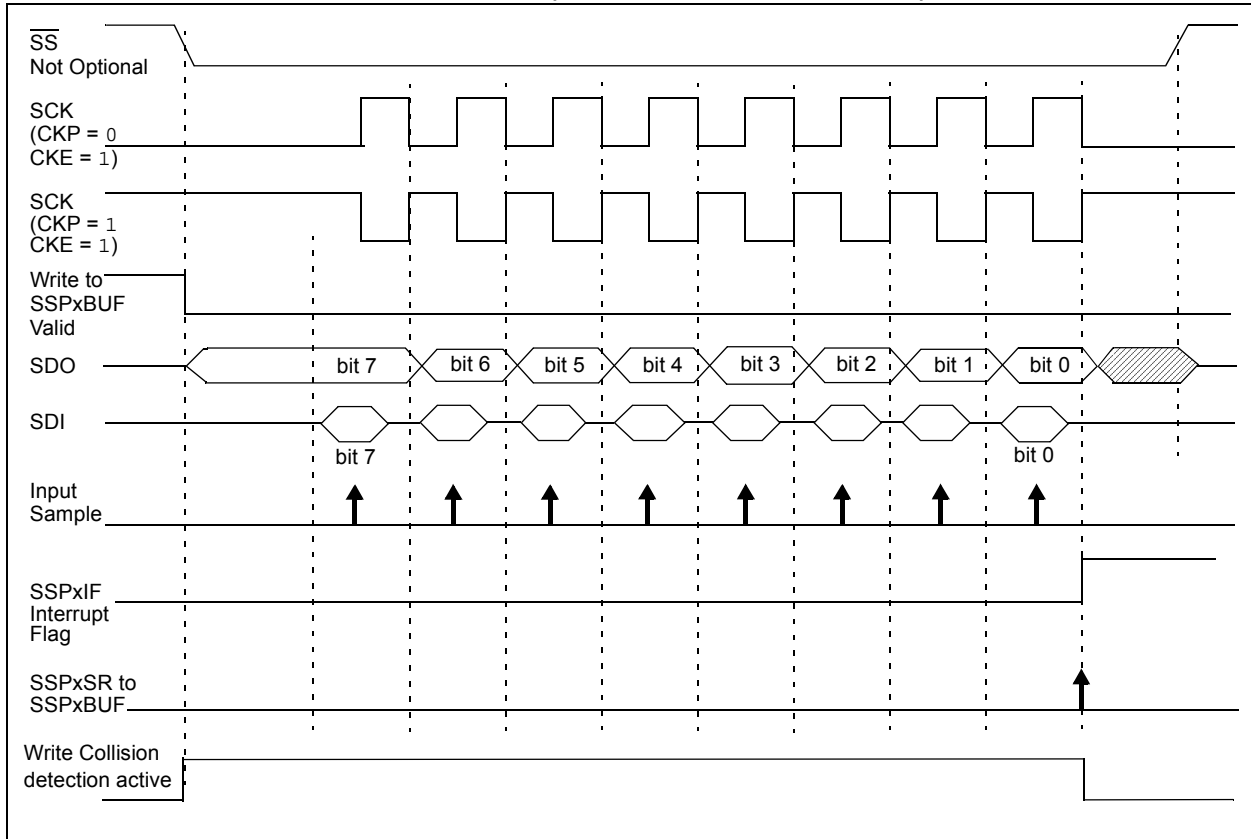 SS
Not Optional
SCK
(CKP = 0
CKE = 1)
SCK
(CKP = 1
CKE = 1)
Write to
SSPxBUF
Valid
SDO
bit 7
bit 6
bit 5
bit 4
bit 3
bit 2
bit 1
bit 0
SDI
bit 7
bit 0
Input
Sample
SSPxIF
Interrupt
Flag
SSPxSR to
SSPxBUF
Write Collision
detection active